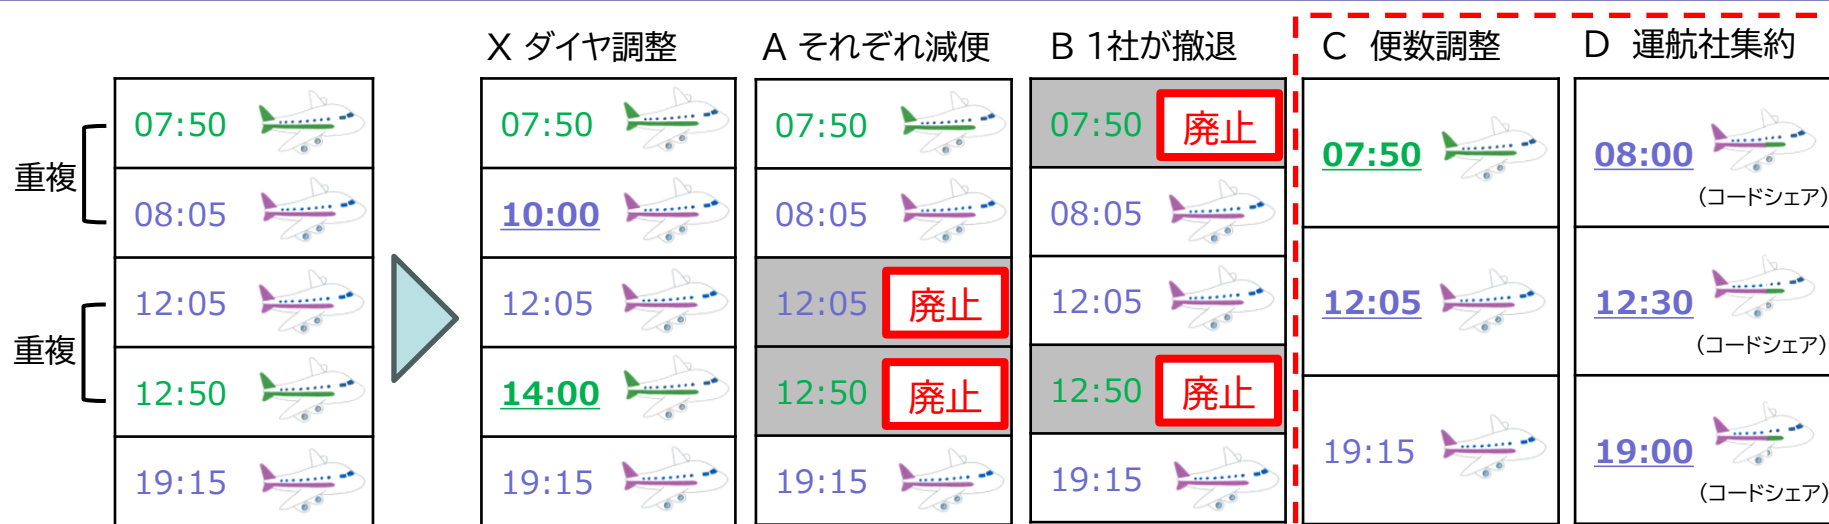 X ダイヤ調整
A それぞれ減便
B 1社が撤退
C 便数調整
D 運航社集約
重複
重複
07:50
08:05
12:05
12:50
19:15
07:50
10:00
12:05
14:00
19:15
07:50
08:05
12:05 廃止
12:50 廃止
19:15
07:50 廃止
08:05
12:05
12:50 廃止
19:15
07:50
12:05
19:15
08:00
(コードシェア)
12:30
(コードシェア)
19:00
(コードシェア)